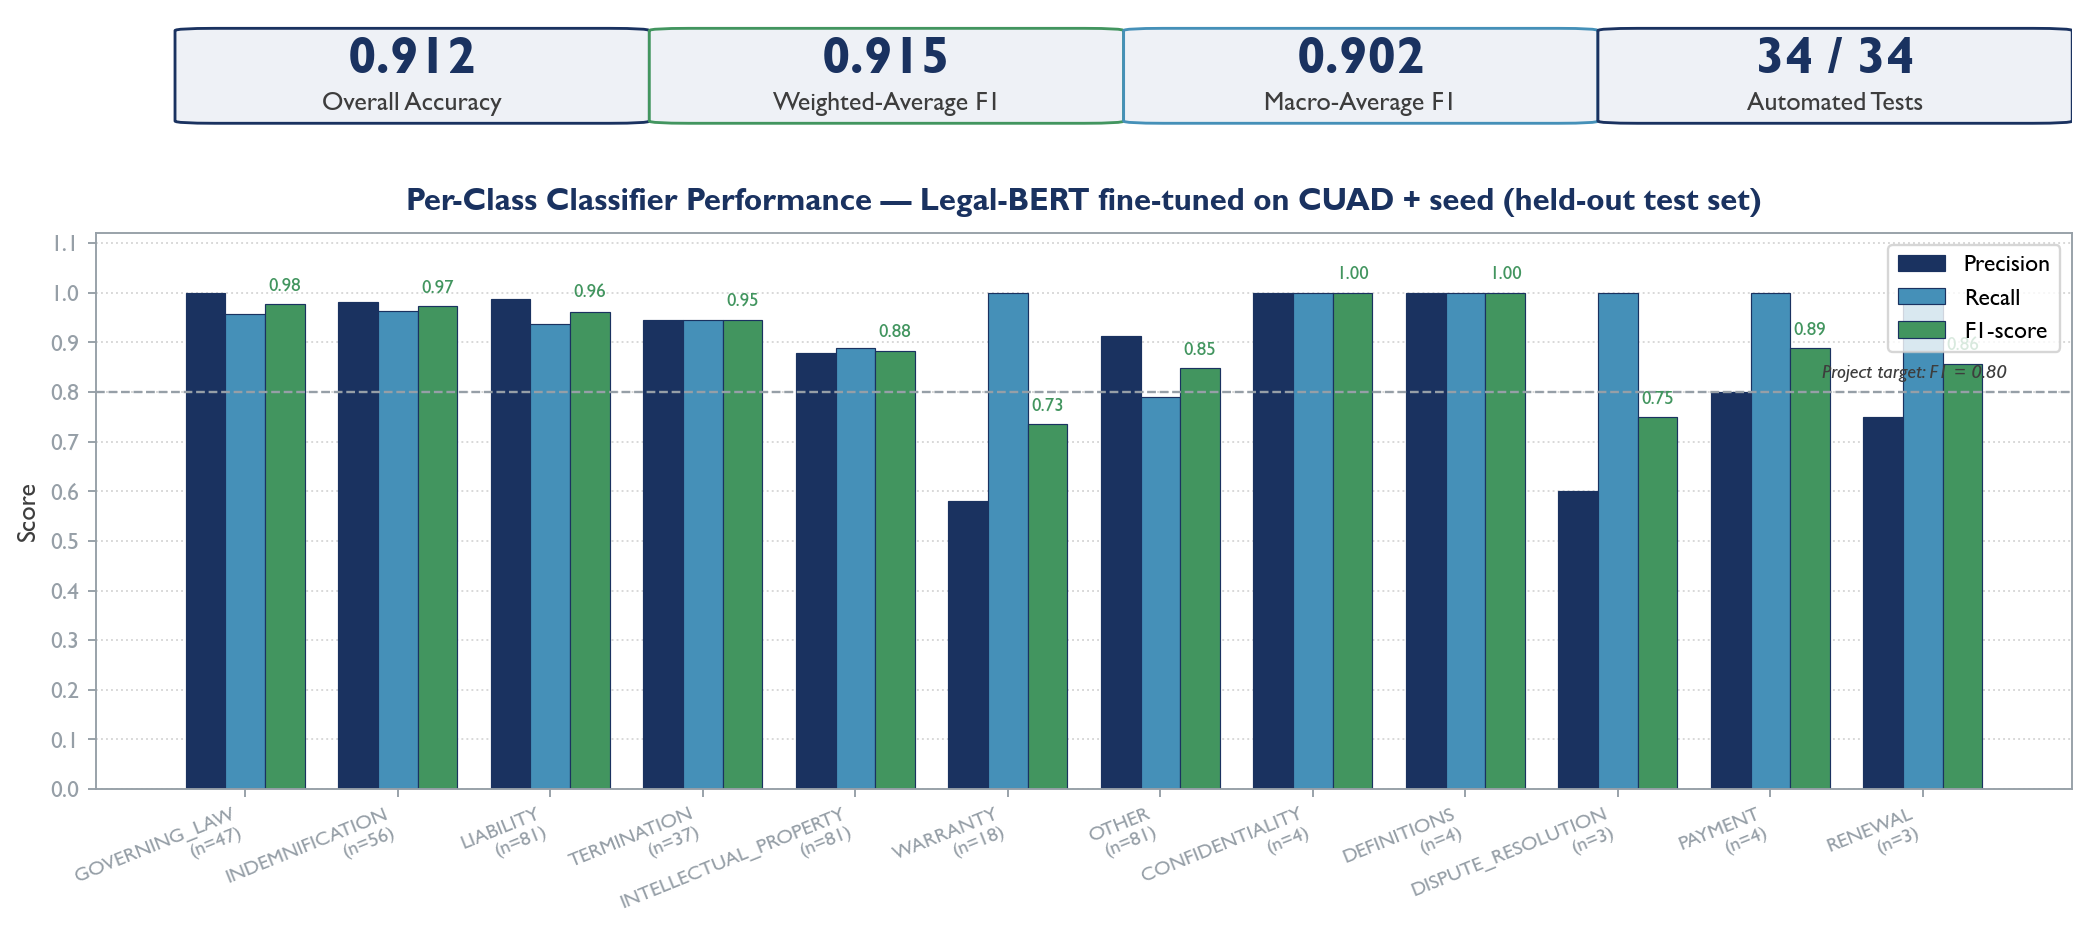 0.912
Overall Accuracy
0.915
Weighted-Average F1
0.902
Macro-Average F1
34 / 34
Automated Tests
Per-Class Classifier Performance — Legal-BERT fine-tuned on CUAD + seed (held-out test set)
1.1
1.0
0.9
0.8
0.7
0.6
0.5
0.4
0.3
0.2
0.1
0.0
Score
0.98
0.97
0.96
0.95
0.88
0.73
0.85
1.00
1.00
0.75
0.89
0.86
Precision
Recall
F1-score
Project target: F1 = 0.80
GOVERNING_LAW
(n=47)
INDEMNIFICATION
(n=56)
LIABILITY
(n=81)
TERMINATION
(n=37)
INTELLECTUAL_PROPERTY
(n=81)
WARRANTY
(n=18)
OTHER
(n=81)
CONFIDENTIALITY
(n=4)
DEFINITIONS
(n=4)
DISPUTE_RESOLUTION
(n=3)
PAYMENT
(n=4)
RENEWAL
(n=3)